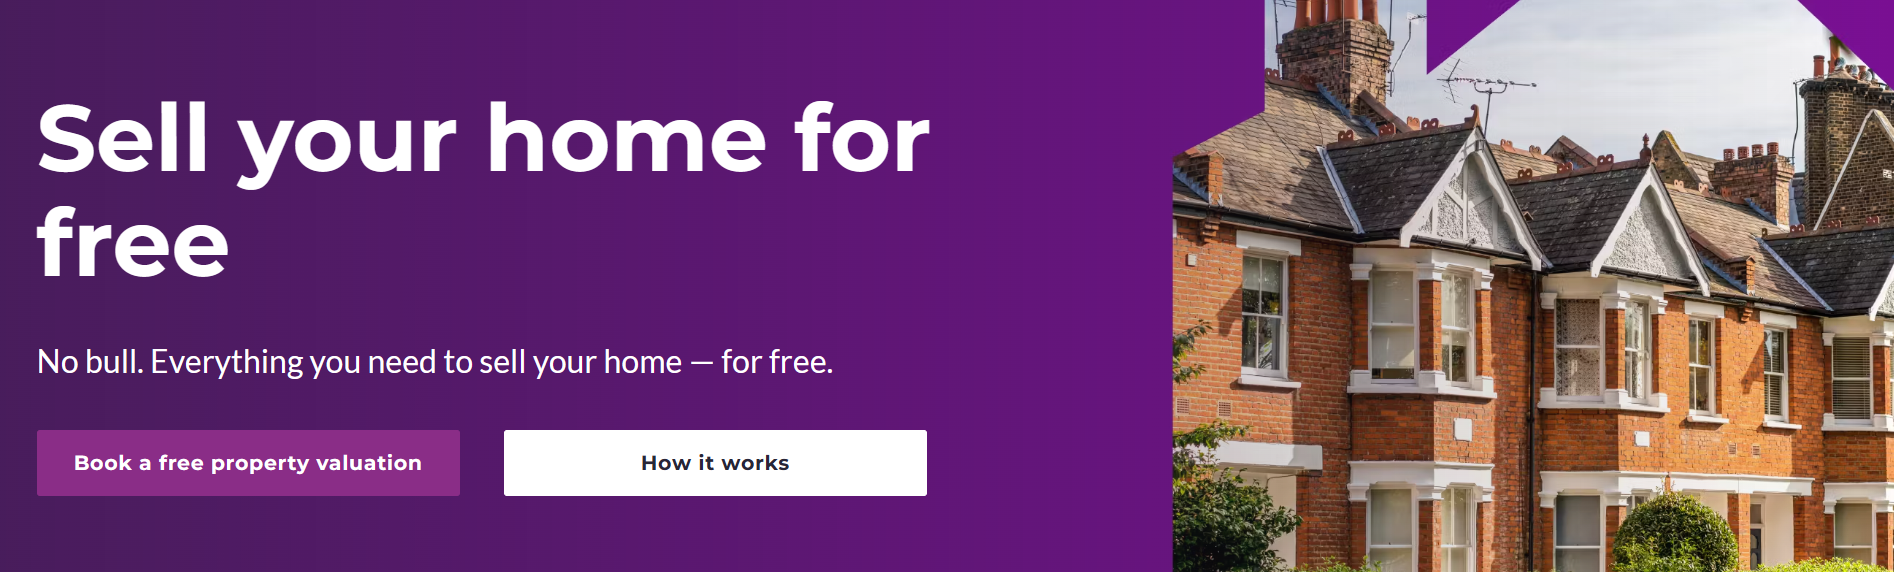 Sell your home for
free
No bull. Everything you need to sell your home — for free.
Book a free property valuation
How it works